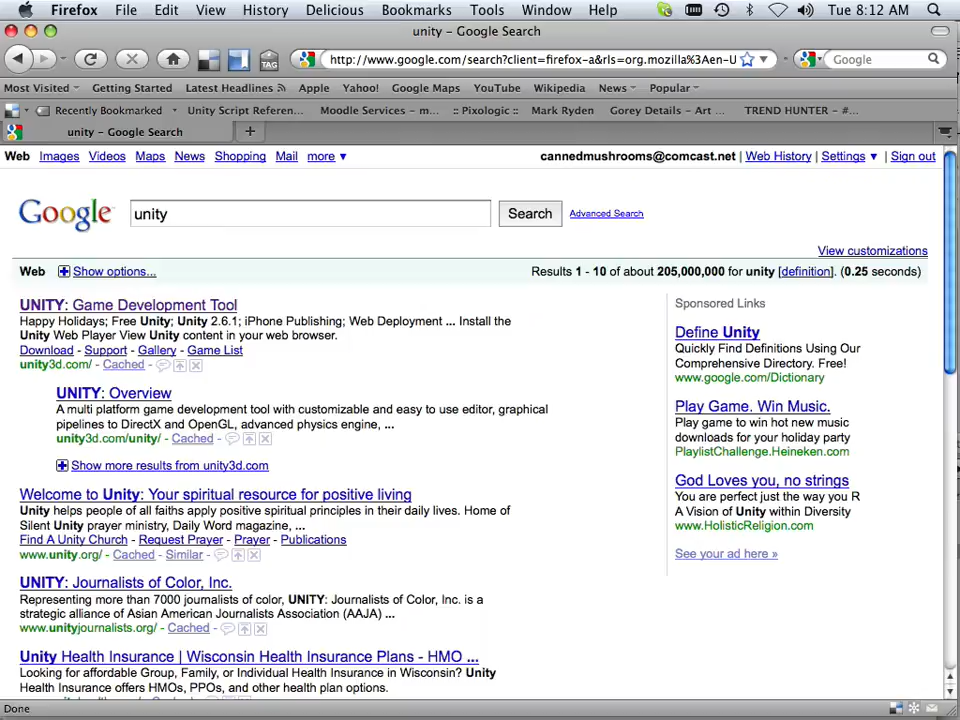 Firefox File Edit View History Delicious Bookmarks Tools Window Help Tue 8:12 AM
unity - Google Search
TAG http://www.google.com/search?client=firefox-a&rls=org.mozilla%3Aen-U Google
Most Visited Getting Started Latest Headlines Apple Yahoo! Google Maps YouTube Wikipedia News Popular
Recently Bookmarked Unity Script Referen... Moodle Services - m... :: Pixologic :: Mark Ryden Gorey Details - Art ... TREND HUNTER - #...
unity - Google Search
Web Images Videos Maps News Shopping Mail more ▼ cannedmushrooms@comcast.net | Web History | Settings ▼ | Sign out
Google unity Search Advanced Search
View customizations
Web Show options... Results 1 - 10 of about 205,000,000 for unity [definition]. (0.25 seconds)
UNITY: Game Development Tool
Happy Holidays; Free Unity; Unity 2.6.1; iPhone Publishing; Web Deployment ... Install the
Unity Web Player View Unity content in your web browser.
Download - Support - Gallery - Game List
unity3d.com/ - Cached -
UNITY: Overview
A multi platform game development tool with customizable and easy to use editor, graphical
pipelines to DirectX and OpenGL, advanced physics engine, ...
unity3d.com/unity/ - Cached -
Show more results from unity3d.com
Welcome to Unity: Your spiritual resource for positive living
Unity helps people of all faiths apply positive spiritual principles in their daily lives. Home of
Silent Unity prayer ministry, Daily Word magazine, ...
Find A Unity Church - Request Prayer - Prayer - Publications
www.unity.org/ - Cached - Similar -
UNITY: Journalists of Color, Inc.
Representing more than 7000 journalists of color, UNITY: Journalists of Color, Inc. is a
strategic alliance of Asian American Journalists Association (AAJA) ...
www.unityjournalists.org/ - Cached -
Unity Health Insurance | Wisconsin Health Insurance Plans - HMO ...
Looking for affordable Group, Family, or Individual Health Insurance in Wisconsin? Unity
Health Insurance offers HMOs, PPOs, and other health plan options.
Sponsored Links
Define Unity
Quickly Find Definitions Using Our
Comprehensive Directory. Free!
www.google.com/Dictionary
Play Game. Win Music.
Play game to win hot new music
downloads for your holiday party
PlaylistChallenge.Heineken.com
God Loves you, no strings
You are perfect just the way you R
A Vision of Unity within Diversity
www.HolisticReligion.com
See your ad here »
Done